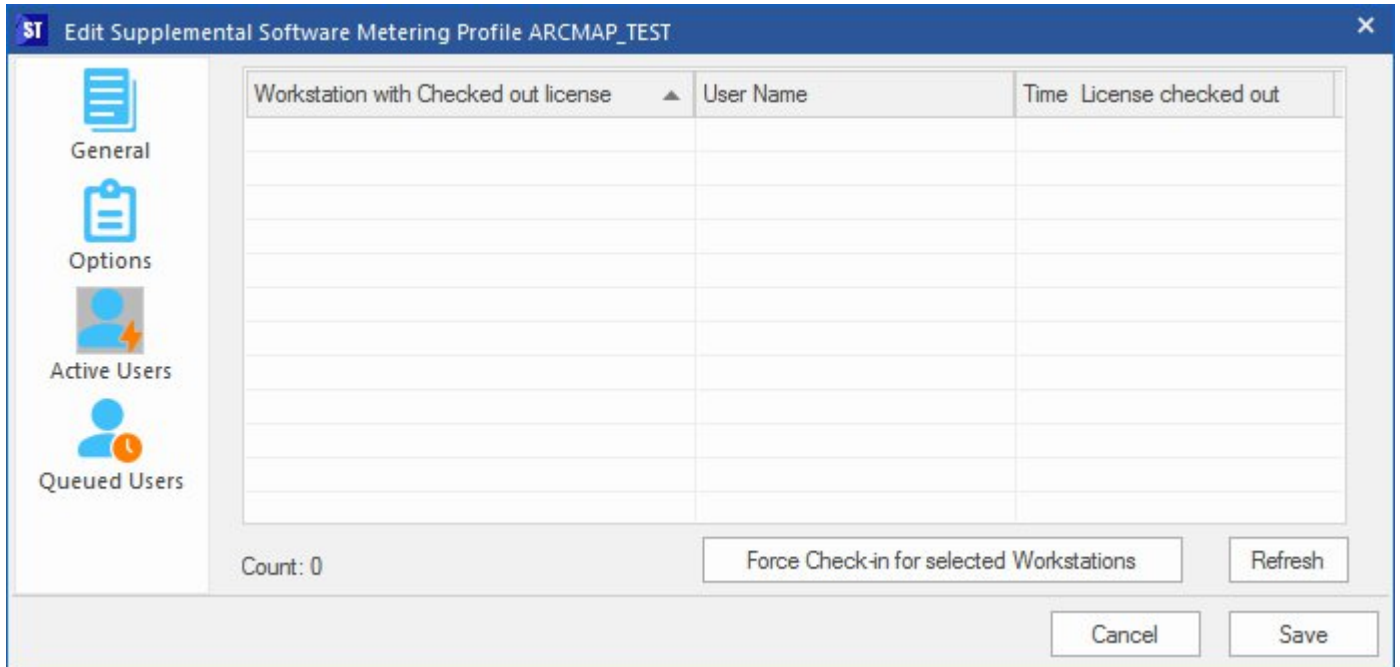 ST Edit Supplemental Software Metering Profile ARCMAP_TEST
Workstation with Checked out license User Name Time License checked out
General
Options
Active Users
Queued Users
Count: 0 Force Check-in for selected Workstations Refresh
Cancel Save